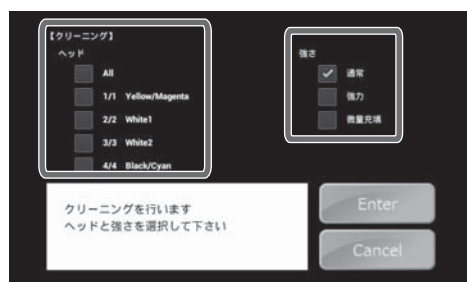 【クリーニング】
ヘッド
All
1/1 Yellow/Magenta
2/2 White1
3/3 White2
4/4 Black/Cyan
強さ
通常
強力
微量充填
クリーニングを行います
ヘッドと強さを選択して下さい
Enter
Cancel